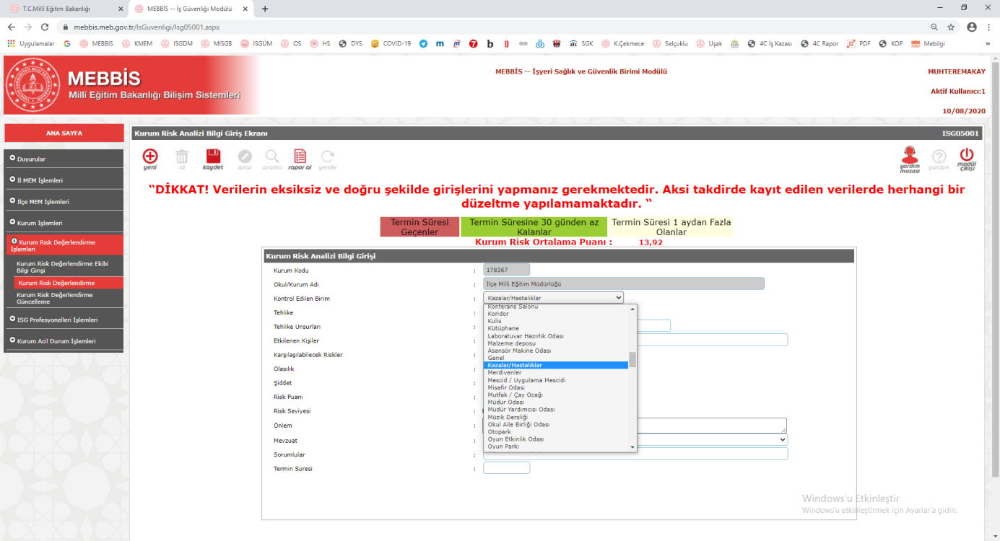 T.C.Millî Eğitim Bakanlığı
MEBBİS -- İş Güvenliği Modülü
mebbis.meb.gov.tr/IsGuvenligi/Isg05001.aspx
Uygulamalar MEBBİS KMEM İSGDM MİSGB İSGÜM OS HS DYS COVID-19 SGK K.Çekmece Selçuklu Uşak 4C İş Kazası 4C Rapor PDF KOP Mebilgi
MEBBİS
Millî Eğitim Bakanlığı Bilişim Sistemleri
MEBBİS -- İşyeri Sağlık ve Güvenlik Birimi Modülü
MUHTEREMAKAY
Aktif Kullanıcı:1
10/08/2020
ANA SAYFA
Duyurular
İl MEM İşlemleri
İlçe MEM İşlemleri
Kurum İşlemleri
Kurum Risk Değerlendirme
İşlemleri
Kurum Risk Değerlendirme Ekibi
Bilgi Girişi
Kurum Risk Değerlendirme
Kurum Risk Değerlendirme
Güncelleme
ISG Profesyonelleri İşlemleri
Kurum Acil Durum İşlemleri
Kurum Risk Analizi Bilgi Giriş Ekranı
ISG05001
yeni sil kaydet iptal arama rapor al yenile
yardım masası yardım modül çıkışı
“DİKKAT! Verilerin eksiksiz ve doğru şekilde girişlerini yapmanız gerekmektedir. Aksi takdirde kayıt edilen verilerde herhangi bir
düzeltme yapılamamaktadır. “
Termin Süresi
Geçenler
Termin Süresine 30 günden az
Kalanlar
Termin Süresi 1 aydan Fazla
Olanlar
Kurum Risk Ortalama Puanı : 13,92
Kurum Risk Analizi Bilgi Girişi
Kurum Kodu : 178367
Okul/Kurum Adı : İlçe Milli Eğitim Müdürlüğü
Kontrol Edilen Birim : Kazalar/Hastalıklar
Tehlike :
Tehlike Unsurları :
Etkilenen Kişiler :
Karşılaşılabilecek Riskler :
Olasılık :
Şiddet :
Risk Puanı :
Risk Seviyesi :
Önlem :
Mevzuat :
Sorumlular :
Termin Süresi :
Konferans Salonu
Koridor
Kulis
Kütüphane
Laboratuvar Hazırlık Odası
Malzeme deposu
Asansör Makine Odası
Genel
Kazalar/Hastalıklar
Merdivenler
Mescid / Uygulama Mescidi
Misafir Odası
Mutfak / Çay Ocağı
Müdür Odası
Müdür Yardımcısı Odası
Müzik Dersliği
Okul Aile Birliği Odası
Otopark
Oyun Etkinlik Odası
Oyun Parkı
Windows'u Etkinleştir
Windows'u etkinleştirmek için Ayarlar'a gidin.